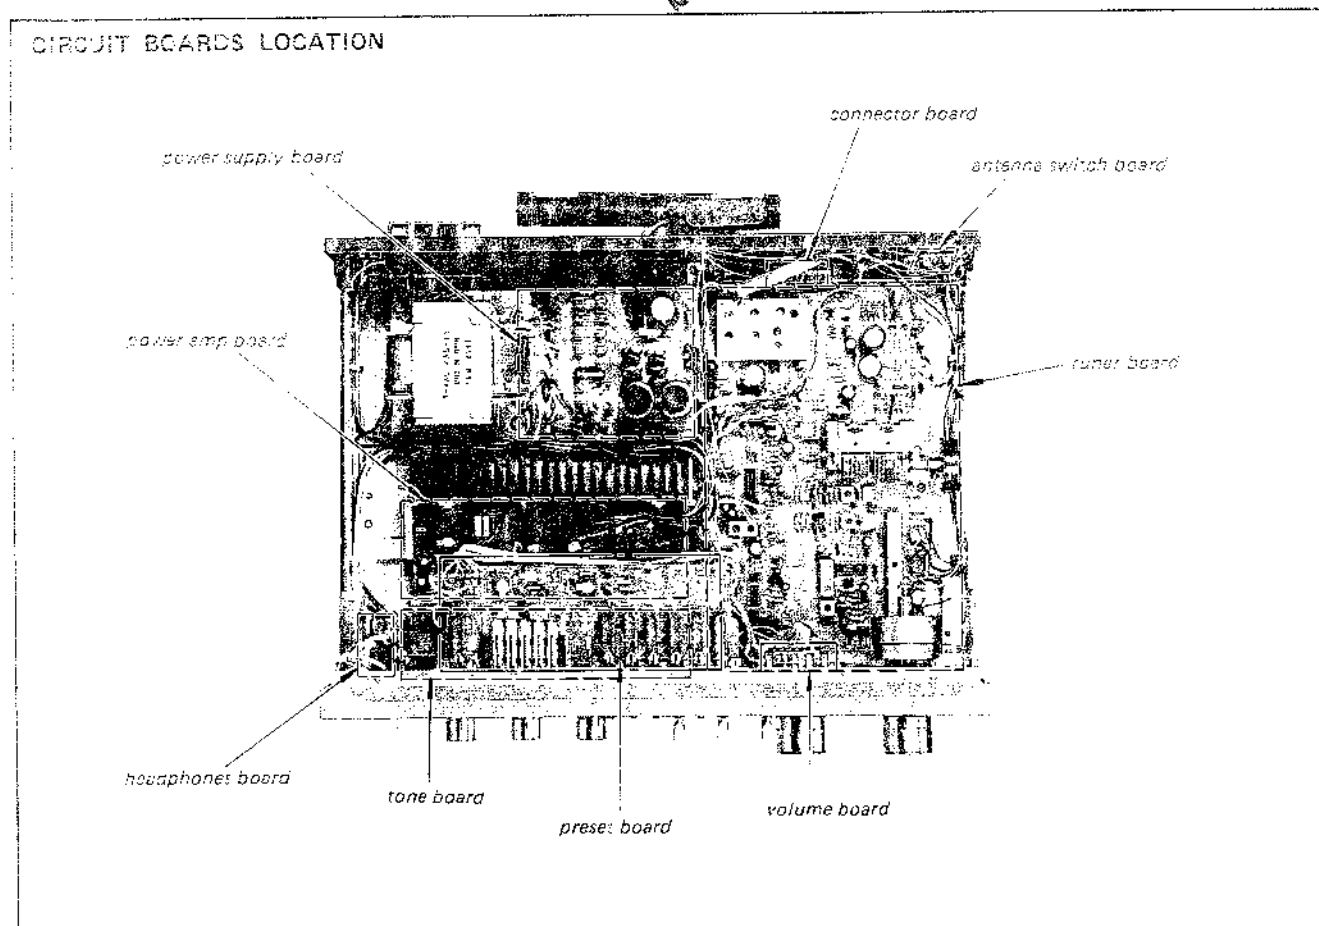 CIRCUIT BOARDS LOCATION
connector board
power supply board
antenna switch board
power amp board
tuner board
headphones board
tone board
volume board
preset board